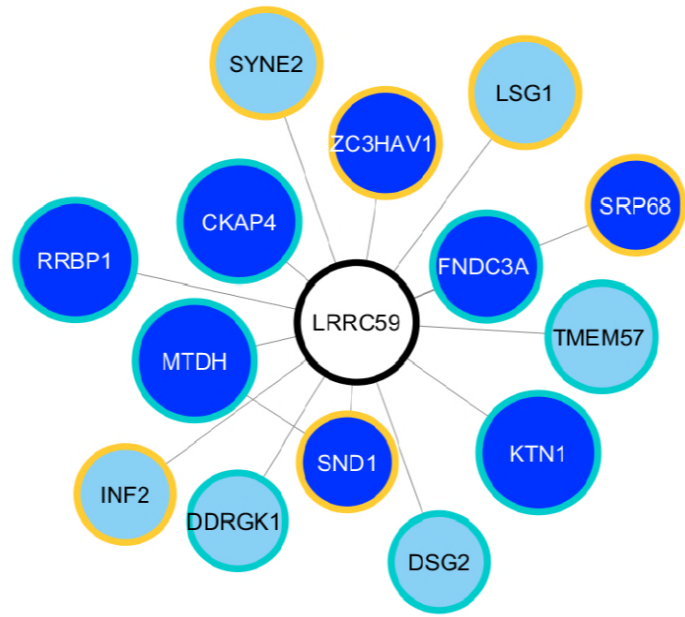 SYNE2
LSG1
ZC3HAV1
SRP68
CKAP4
RRBP1
FNDC3A
LRRC59
TMEM57
MTDH
KTN1
SND1
INF2
DDRGK1
DSG2